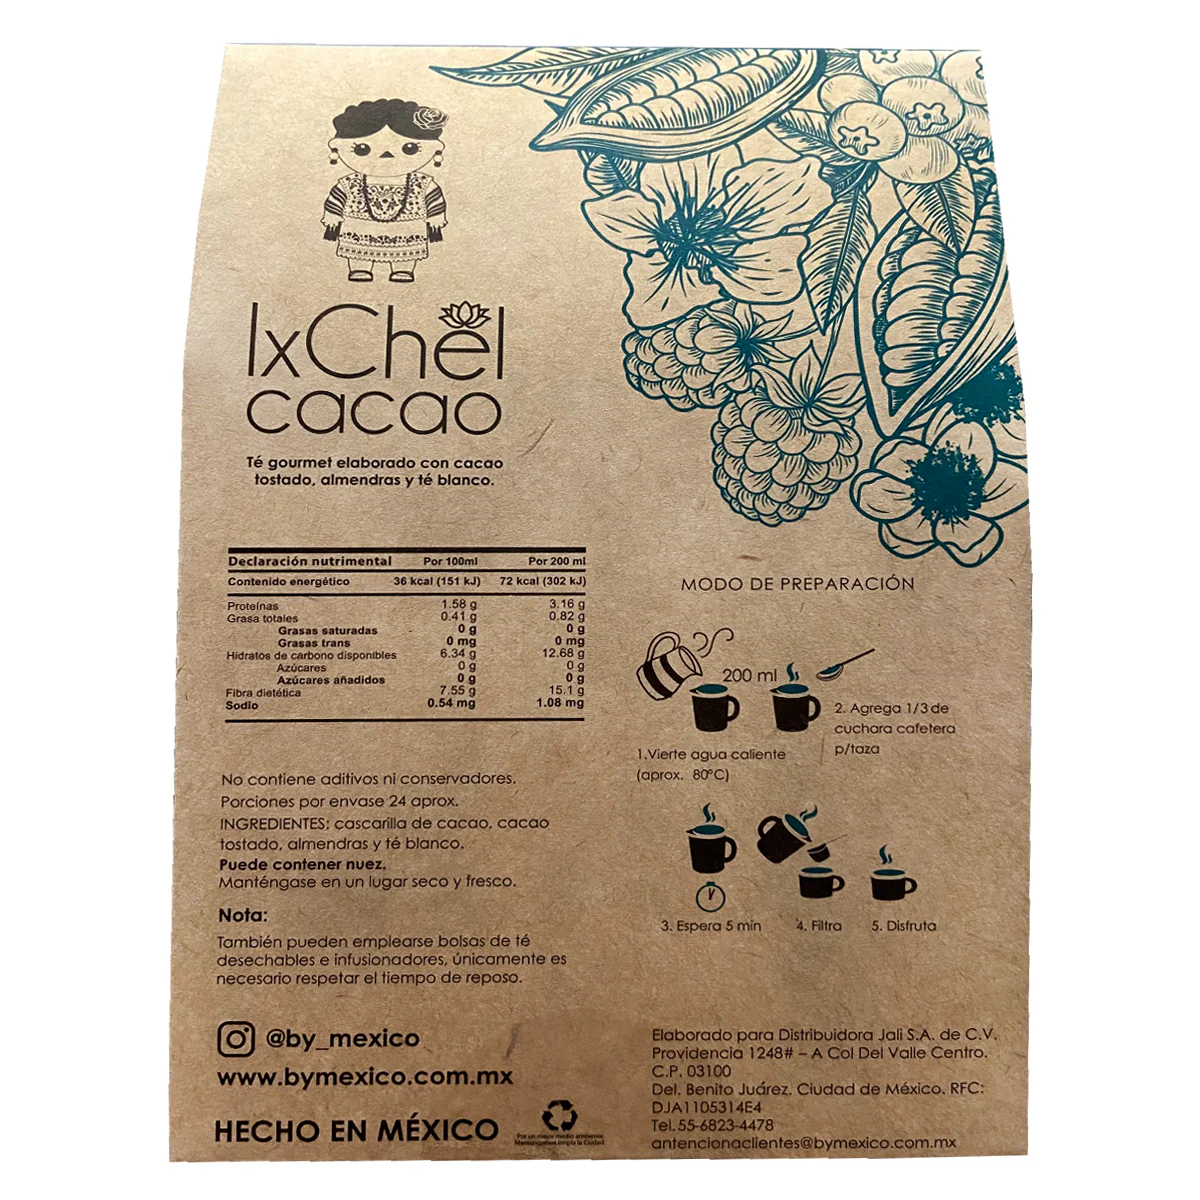 IxChel
cacao
Té gourmet elaborado con cacao
tostado, almendras y té blanco.
Declaración nutrimental Por 100ml Por 200 ml
Contenido energético 36 kcal (151 kJ) 72 kcal (302 kJ)
Proteínas 1.58 g 3.16 g
Grasa totales 0.41 g 0.82 g
Grasas saturadas 0 g 0 g
Grasas trans 0 mg 0 mg
Hidratos de carbono disponibles 6.34 g 12.68 g
Azúcares 0 g 0 g
Azúcares añadidos 0 g 0 g
Fibra dietética 7.55 g 15.1 g
Sodio 0.54 mg 1.08 mg
No contiene aditivos ni conservadores.
Porciones por envase 24 aprox.
INGREDIENTES: cascarilla de cacao, cacao
tostado, almendras y té blanco.
Puede contener nuez.
Manténgase en un lugar seco y fresco.
Nota:
También pueden emplearse bolsas de té
desechables e infusionadores, únicamente es
necesario respetar el tiempo de reposo.
@by_mexico
www.bymexico.com.mx
HECHO EN MÉXICO
Por un mejor medio ambiente
Mantengamos limpia la Ciudad
MODO DE PREPARACIÓN
200 ml
1.Vierte agua caliente
(aprox. 80°C)
2. Agrega 1/3 de
cuchara cafetera
p/taza
3. Espera 5 min
4. Filtra
5. Disfruta
Elaborado para Distribuidora Jali S.A. de C.V.
Providencia 1248# – A Col Del Valle Centro.
C.P. 03100
Del. Benito Juárez. Ciudad de México. RFC:
DJA1105314E4
Tel. 55-6823-4478
antencionaclientes@bymexico.com.mx